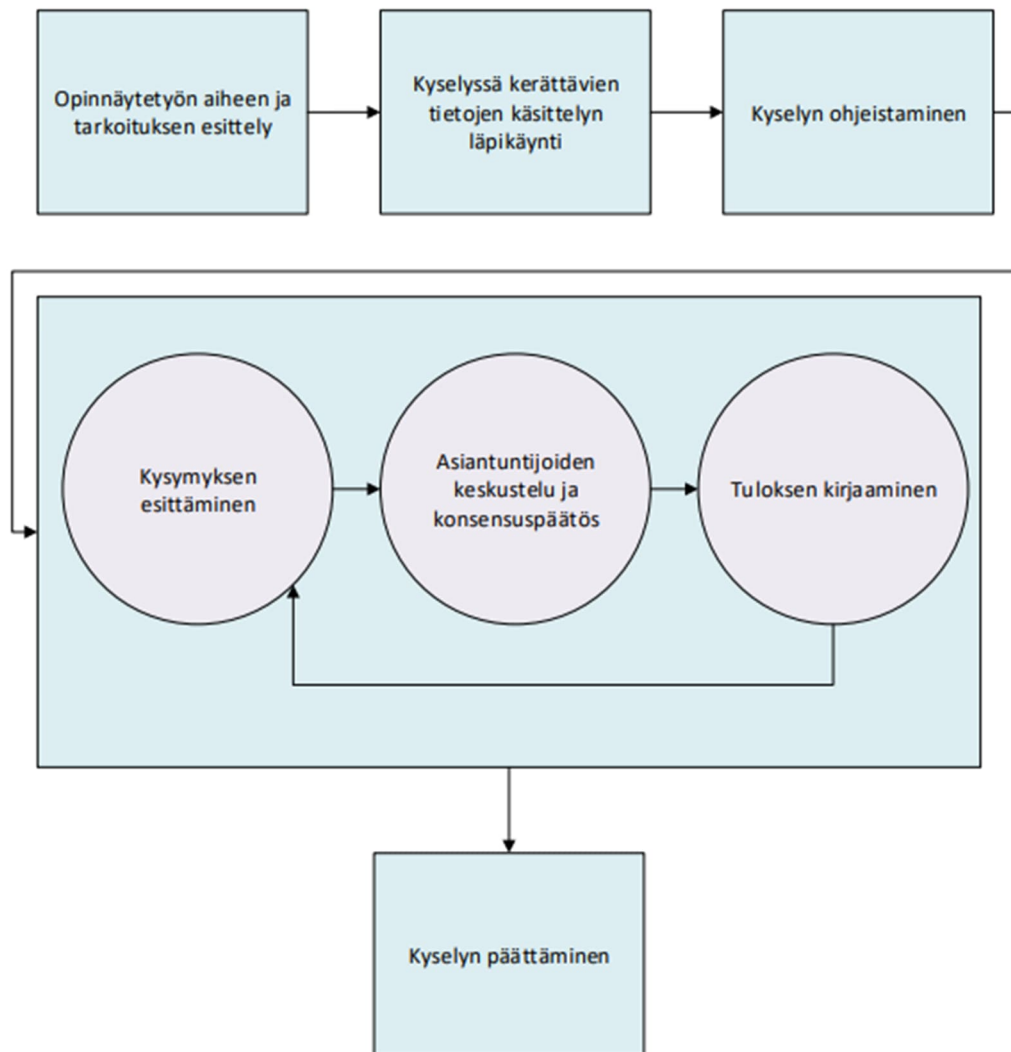 Opinnäytetyön aiheen ja
tarkoituksen esittely
Kyselyssä kerättävien
tietojen käsittelyn
läpikäynti
Kyselyn ohjeistaminen
Kysymyksen
esittäminen
Asiantuntijoiden
keskustelu ja
konsensuspäätös
Tuloksen kirjaaminen
Kyselyn päättäminen